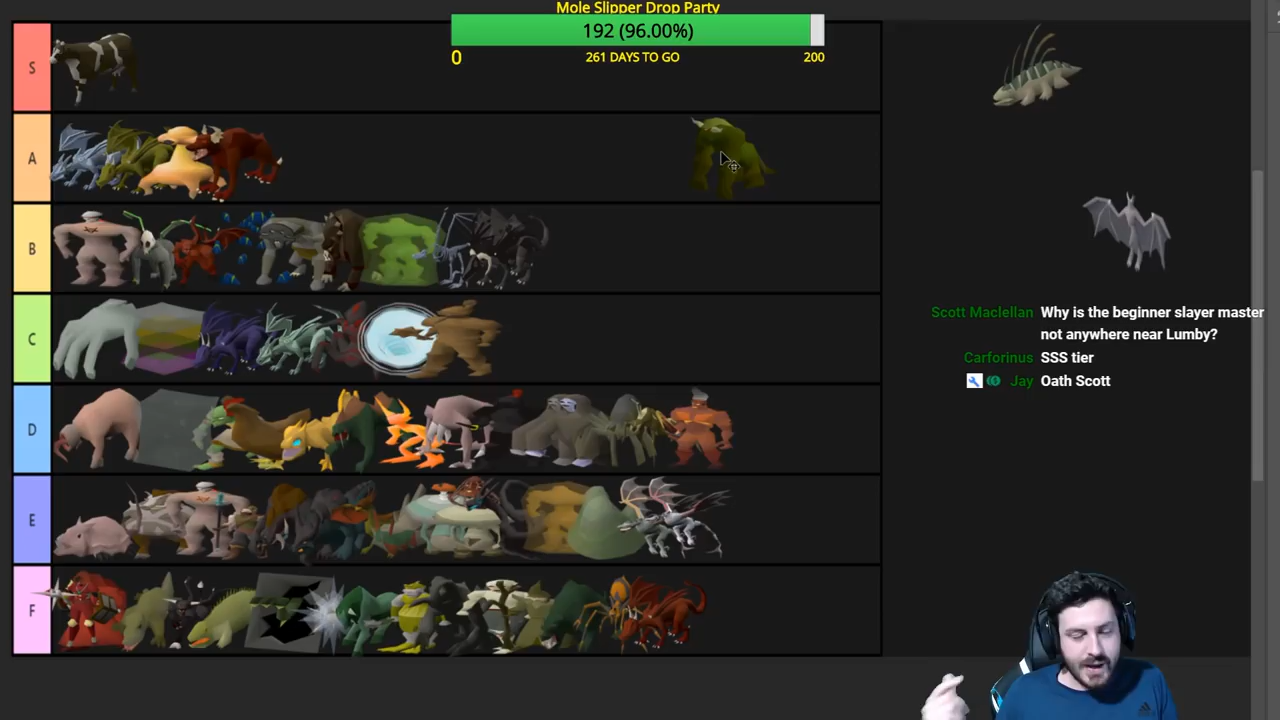 Mole Slipper Drop Party
192 (96.00%)
0 261 DAYS TO GO 200
S
A
B
C
D
E
F
Scott Maclellan Why is the beginner slayer master
not anywhere near Lumby?
Carforinus SSS tier
Jay Oath Scott